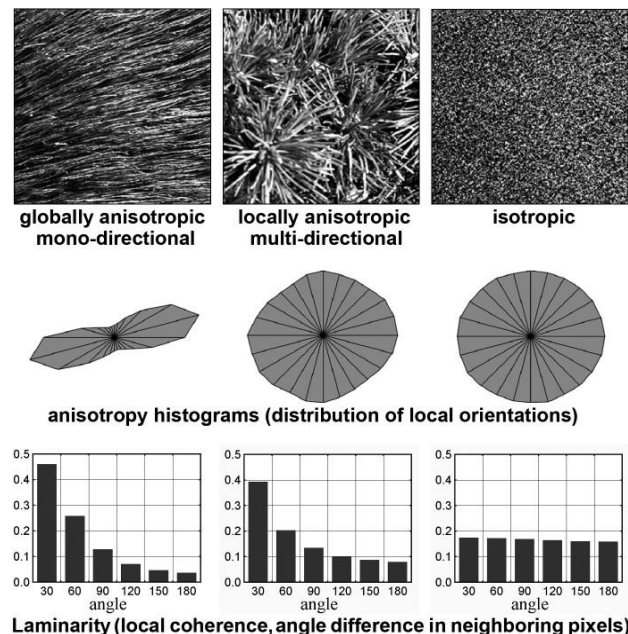 globally anisotropic
mono-directional
locally anisotropic
multi-directional
isotropic
anisotropy histograms (distribution of local orientations)
0.5
0.4
0.3
0.2
0.1
0.0
30 60 90 120 150 180
angle
0.5
0.4
0.3
0.2
0.1
0.0
30 60 90 120 150 180
angle
0.5
0.4
0.3
0.2
0.1
0.0
30 60 90 120 150 180
angle
Laminarity (local coherence, angle difference in neighboring pixels)